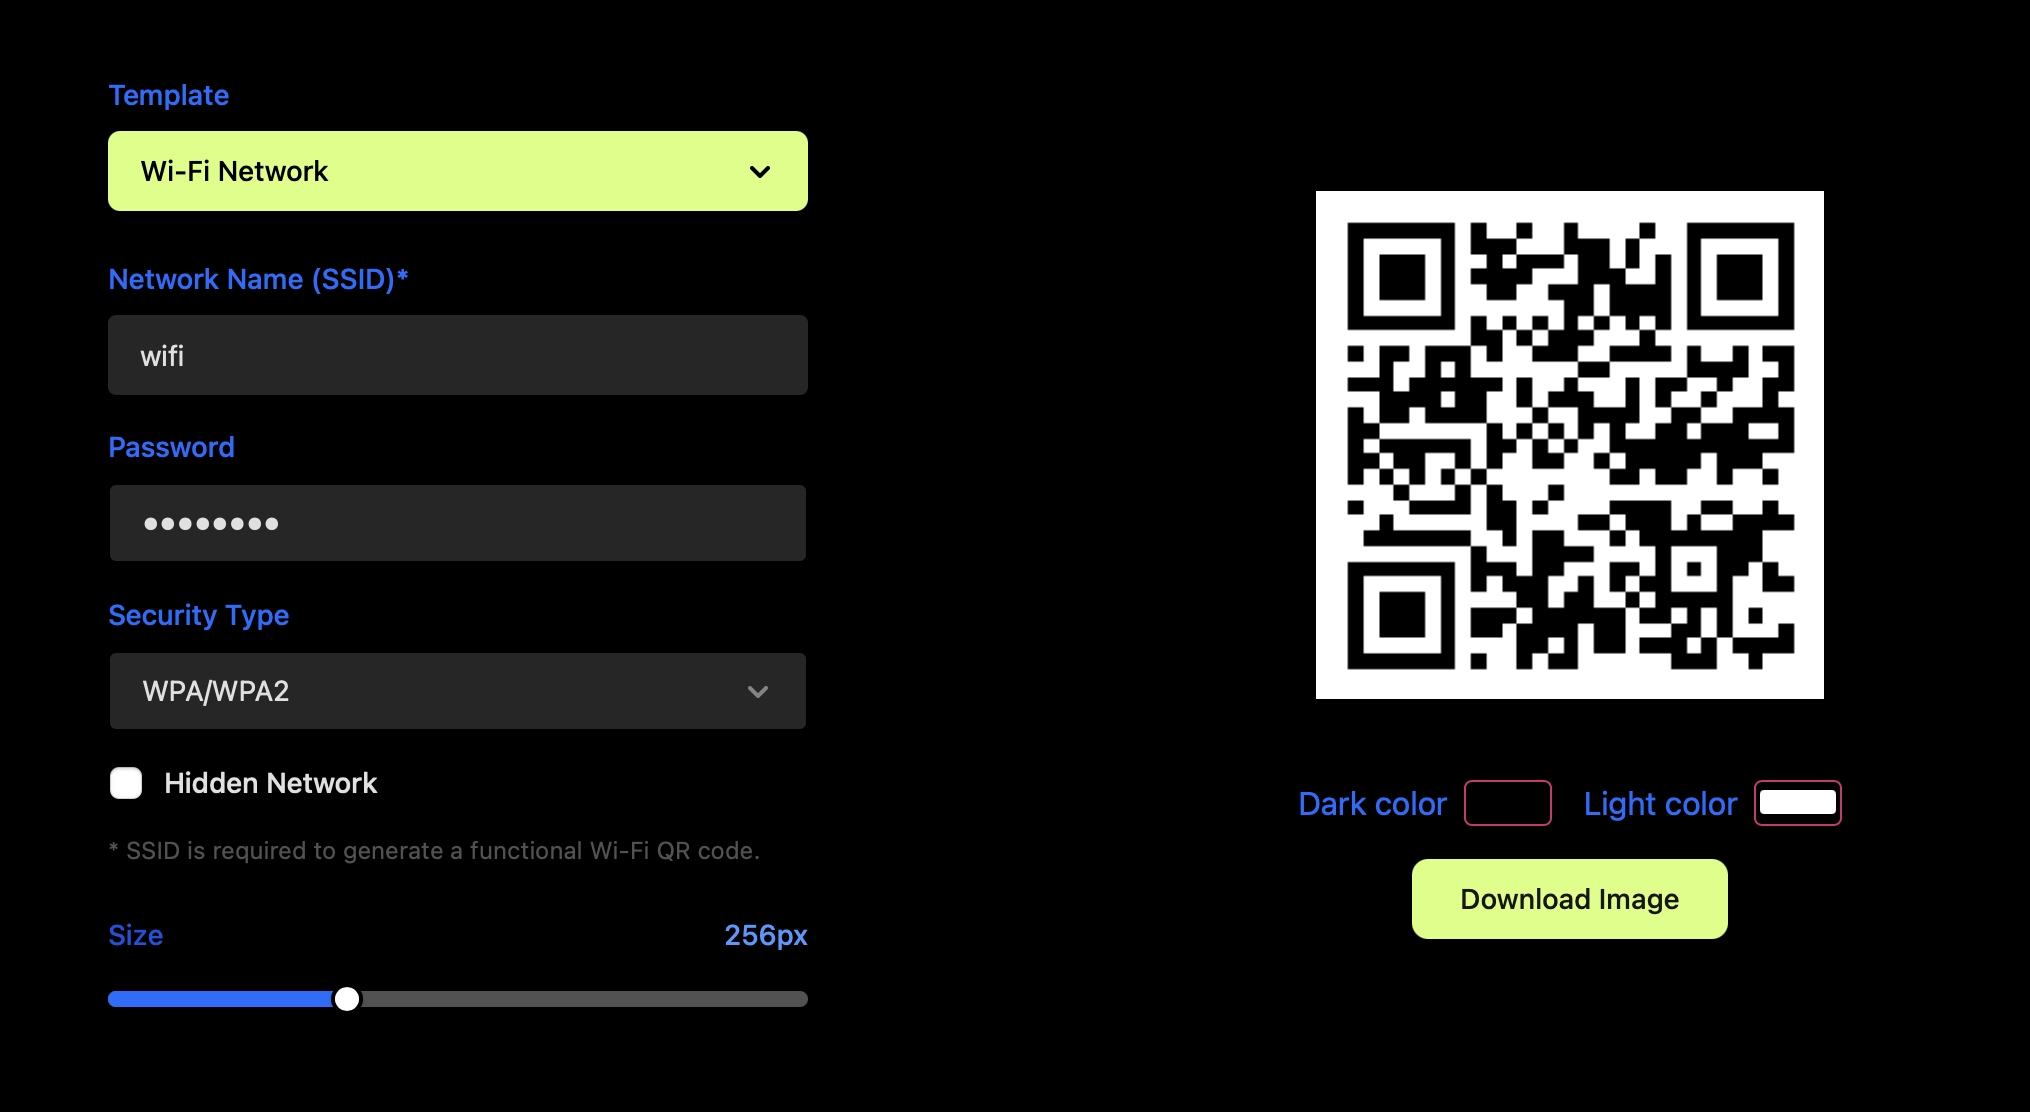 Template
Wi-Fi Network
Network Name (SSID)*
wifi
Password
••••••••
Security Type
WPA/WPA2
Hidden Network
* SSID is required to generate a functional Wi-Fi QR code.
Size
256px
Dark color
Light color
Download Image